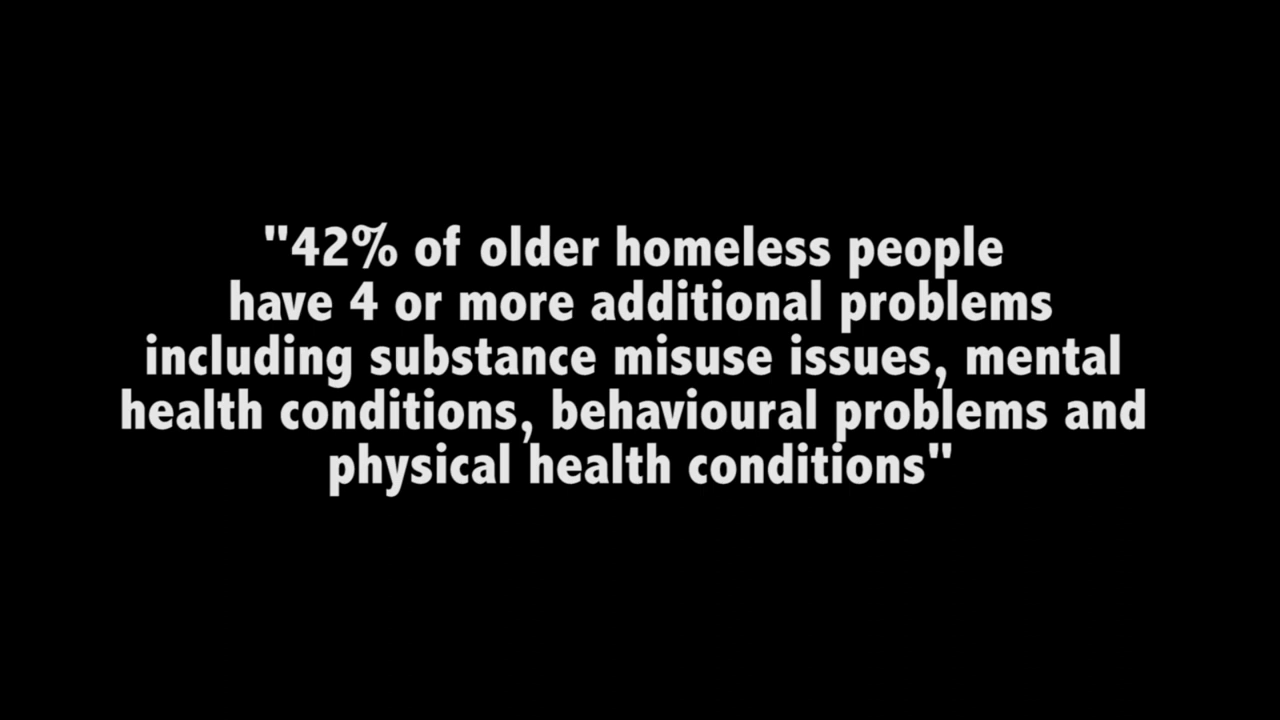 "42% of older homeless people
have 4 or more additional problems
including substance misuse issues, mental
health conditions, behavioural problems and
physical health conditions"